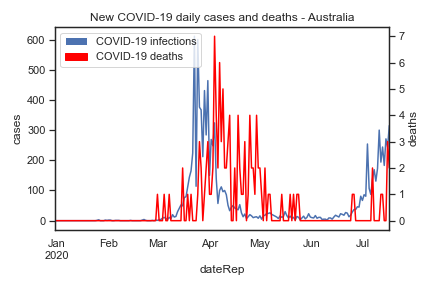 New COVID-19 daily cases and deaths - Australia
COVID-19 infections
COVID-19 deaths
600
500
400
300
200
100
0
cases
7
6
5
4
3
2
1
0
deaths
Jan Feb Mar Apr May Jun Jul
2020
dateRep